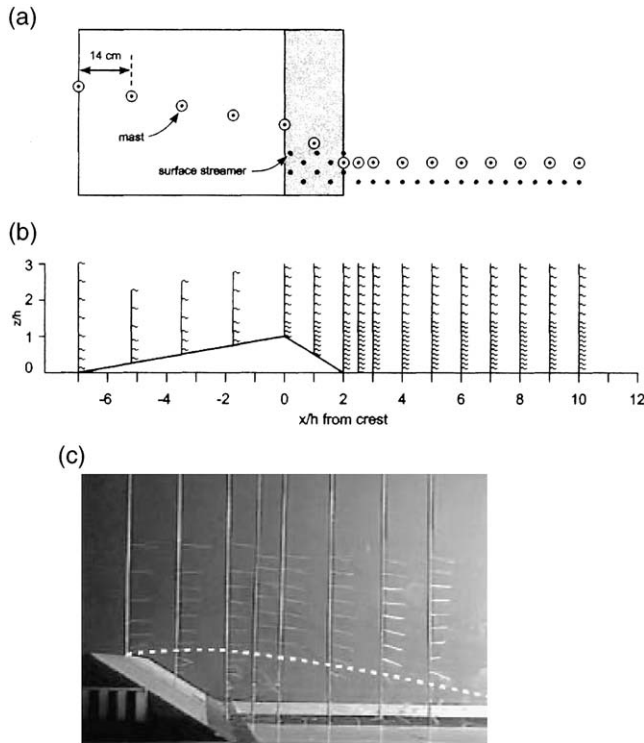 (a)
14 cm
mast
surface streamer
(b)
z/h
3
2
1
0
-6 -4 -2 0 2 4 6 8 10 12
x/h from crest
(c)